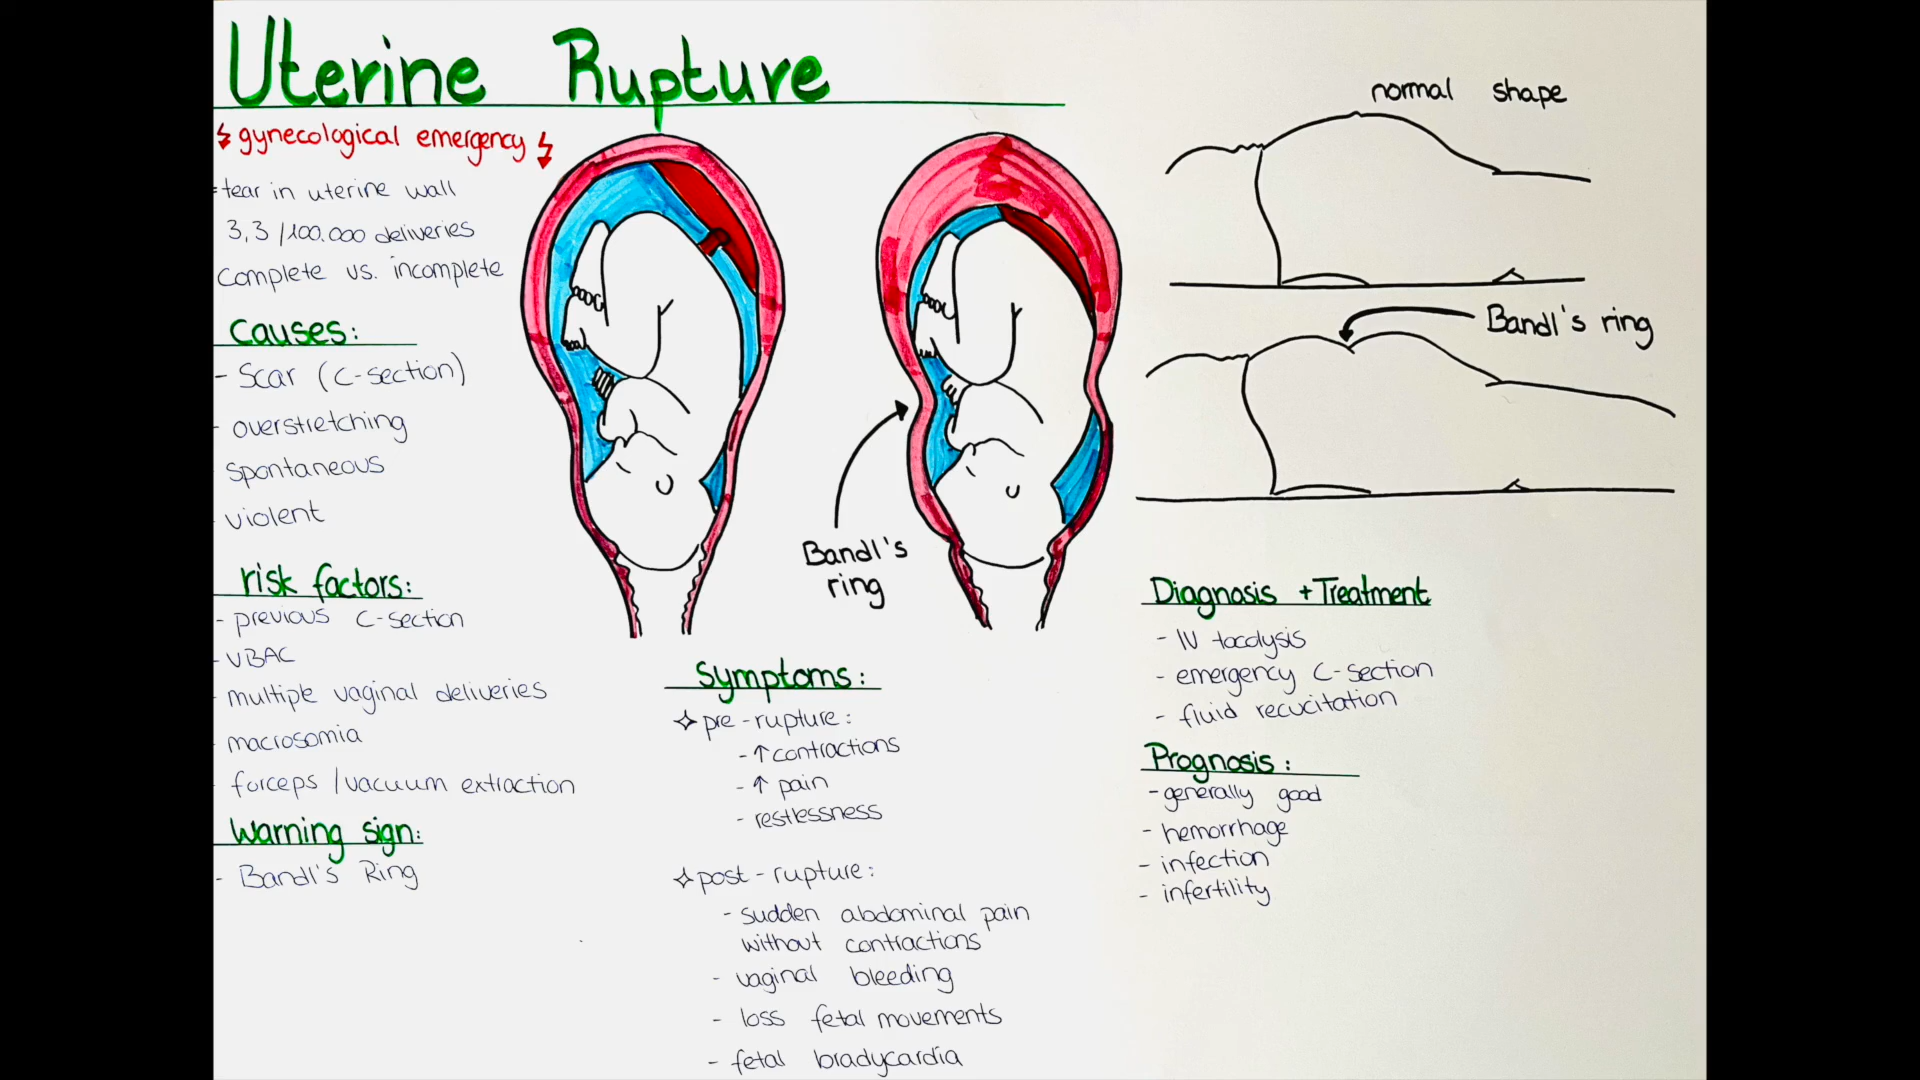 Uterine Rupture
gynecological emergency
= tear in uterine wall
3,3 /100.000 deliveries
complete vs. incomplete
causes:
- Scar (C-section)
- overstretching
spontaneous
- violent
risk factors:
- previous C-section
- VBAC
- multiple vaginal deliveries
- macrosomia
- forceps / vacuum extraction
warning sign:
- Bandl's Ring
Bandl's
ring
symptoms:
pre-rupture:
- ↑ contractions
- ↑ pain
- restlessness
post-rupture:
- sudden abdominal pain
without contractions
- vaginal bleeding
- loss fetal movements
- fetal bradycardia
normal shape
Bandl's ring
Diagnosis + Treatment
- IV tocolysis
- emergency C-section
- fluid recucitation
Prognosis:
- generally good
- hemorrhage
- infection
- infertility